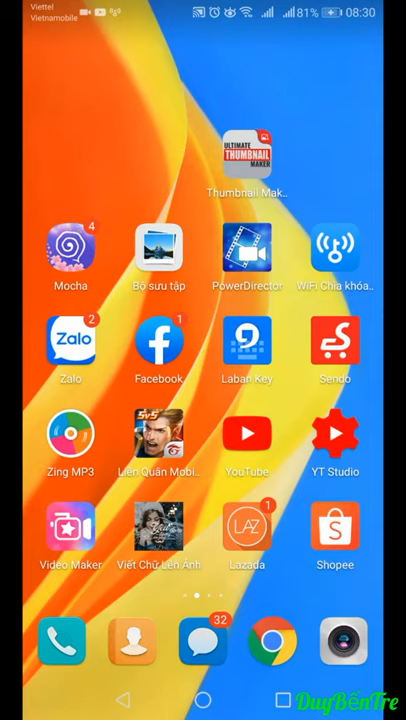 Viettel
Vietnamobile
81%
08:30
ULTIMATE
THUMBNAIL
MAKER
Thumbnail Mak..
4
Mocha
Bộ sưu tập
PowerDirector
WiFi Chìa khóa..
2
Zalo
Zalo
1
Facebook
Laban Key
Sendo
Zing MP3
5v5
Liên Quân Mobi..
YouTube
YT Studio
Video Maker
Viết Chữ Lên Ảnh
1
LAZ
Lazada
Shopee
32
DuyBếnTre